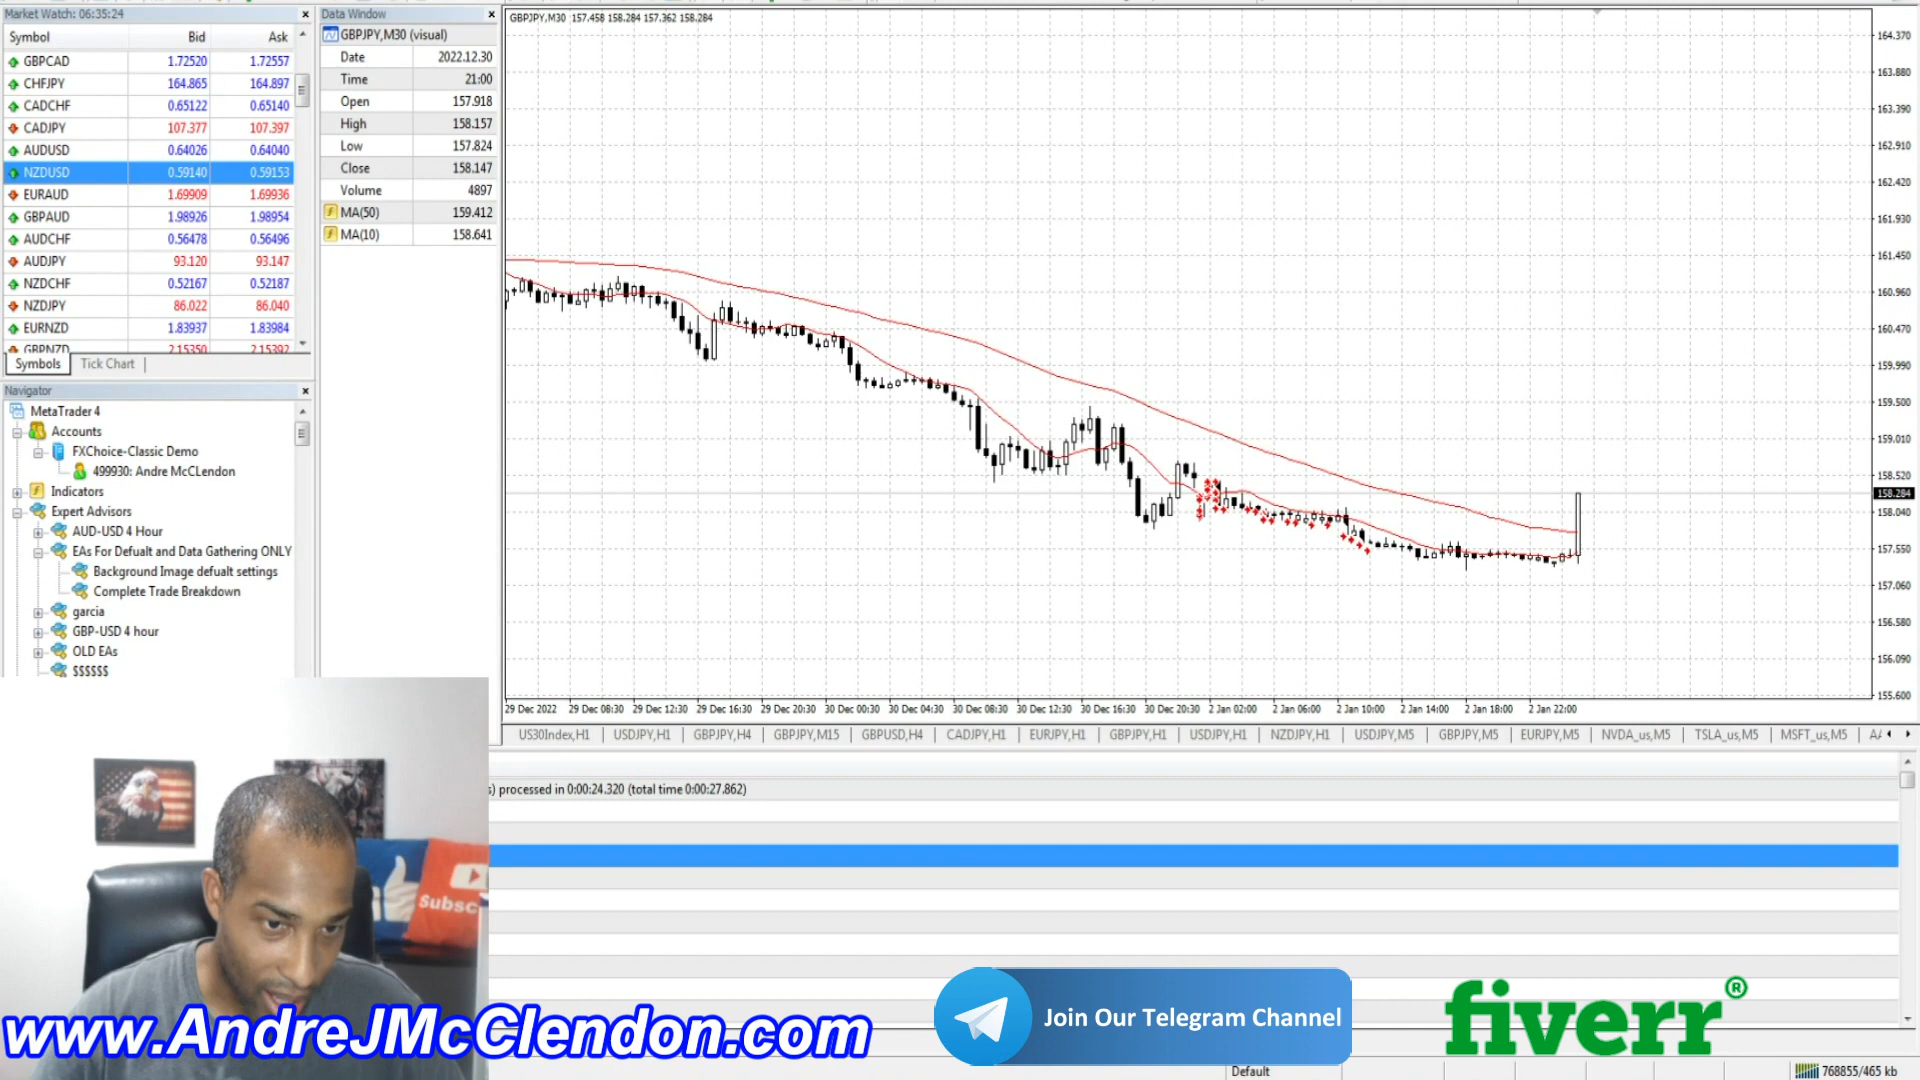 Market Watch: 06:35:24
Symbol Bid Ask
GBPCAD 1.72520 1.72557
CHFJPY 164.865 164.897
CADCHF 0.65122 0.65140
CADJPY 107.377 107.397
AUDUSD 0.64026 0.64040
NZDUSD 0.59140 0.59153
EURAUD 1.69909 1.69936
GBPAUD 1.98926 1.98954
AUDCHF 0.56478 0.56496
AUDJPY 93.120 93.147
NZDCHF 0.52167 0.52187
NZDJPY 86.022 86.040
EURNZD 1.83937 1.83984
GBPNZD 2.15350 2.15392
Symbols Tick Chart
Navigator
MetaTrader 4
Accounts
FXChoice-Classic Demo
499930: Andre McCLendon
Indicators
Expert Advisors
AUD-USD 4 Hour
EAs For Defualt and Data Gathering ONLY
Background Image defualt settings
Complete Trade Breakdown
garcia
GBP-USD 4 hour
OLD EAs
$$$$$$
Data Window
GBPJPY,M30 (visual)
Date 2022.12.30
Time 21:00
Open 157.918
High 158.157
Low 157.824
Close 158.147
Volume 4897
MA(50) 159.412
MA(10) 158.641
GBPJPY,M30 157.458 158.284 157.362 158.284
164.370
163.880
163.390
162.910
162.420
161.930
161.450
160.960
160.470
159.990
159.500
159.010
158.520
158.284
158.040
157.550
157.060
156.580
156.090
155.600
29 Dec 2022 29 Dec 08:30 29 Dec 12:30 29 Dec 16:30 29 Dec 20:30 30 Dec 00:30 30 Dec 04:30 30 Dec 08:30 30 Dec 12:30 30 Dec 16:30 30 Dec 20:30 2 Jan 02:00 2 Jan 06:00 2 Jan 10:00 2 Jan 14:00 2 Jan 18:00 2 Jan 22:00
US30Index,H1 USDJPY,H1 GBPJPY,H4 GBPJPY,M15 GBPUSD,H4 CADJPY,H1 EURJPY,H1 GBPJPY,H1 USDJPY,H1 NZDJPY,H1 USDJPY,M5 GBPJPY,M5 EURJPY,M5 NVDA_us,M5 TSLA_us,M5 MSFT_us,M5
s) processed in 0:00:24.320 (total time 0:00:27.862)
Subsc
www.AndreJMcClendon.com
Join Our Telegram Channel
fiverr®
Default
768855/465 kb